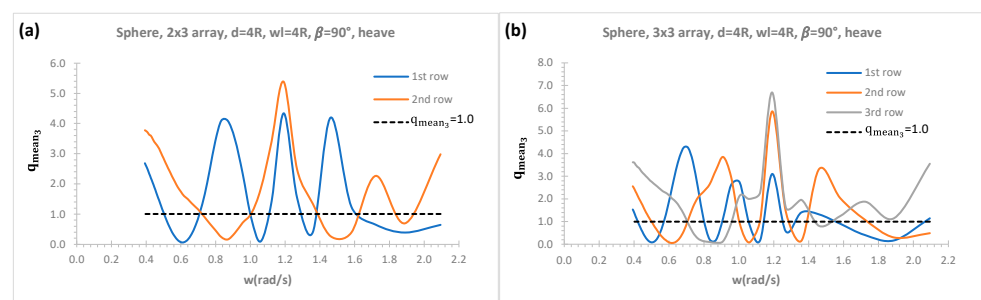 (a)
Sphere, 2x3 array, d=4R, wl=4R, β=90°, heave
6.0
5.0
4.0
3.0
2.0
1.0
0.0
q_mean₃
1st row
2nd row
q_mean₃=1.0
0.0 0.2 0.4 0.6 0.8 1.0 1.2 1.4 1.6 1.8 2.0 2.2
w(rad/s)
(b)
Sphere, 3x3 array, d=4R, wl=4R, β=90°, heave
8.0
7.0
6.0
5.0
4.0
3.0
2.0
1.0
0.0
q_mean₃
1st row
2nd row
3rd row
q_mean₃=1.0
0.0 0.2 0.4 0.6 0.8 1.0 1.2 1.4 1.6 1.8 2.0 2.2
w(rad/s)